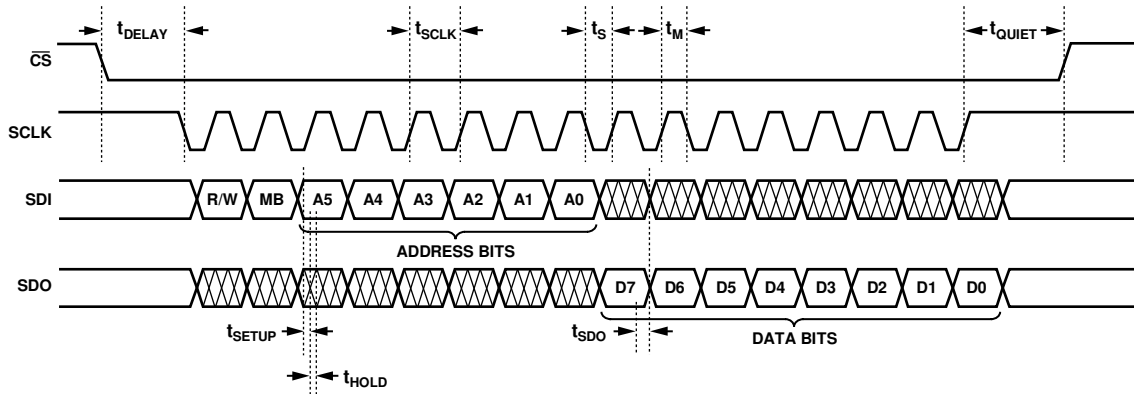 tDELAY tSCLK tS tM tQUIET
CS
SCLK
SDI R/W MB A5 A4 A3 A2 A1 A0
ADDRESS BITS
SDO D7 D6 D5 D4 D3 D2 D1 D0
tSETUP tSDO DATA BITS
tHOLD